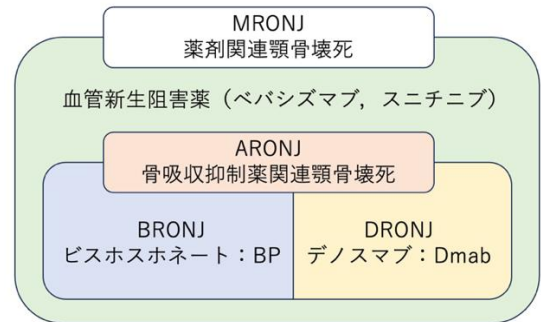 MRONJ
薬剤関連顎骨壊死
血管新生阻害薬（ベバシズマブ，スニチニブ）
ARONJ
骨吸収抑制薬関連顎骨壊死
BRONJ
ビスホスホネート：BP
DRONJ
デノスマブ：Dmab